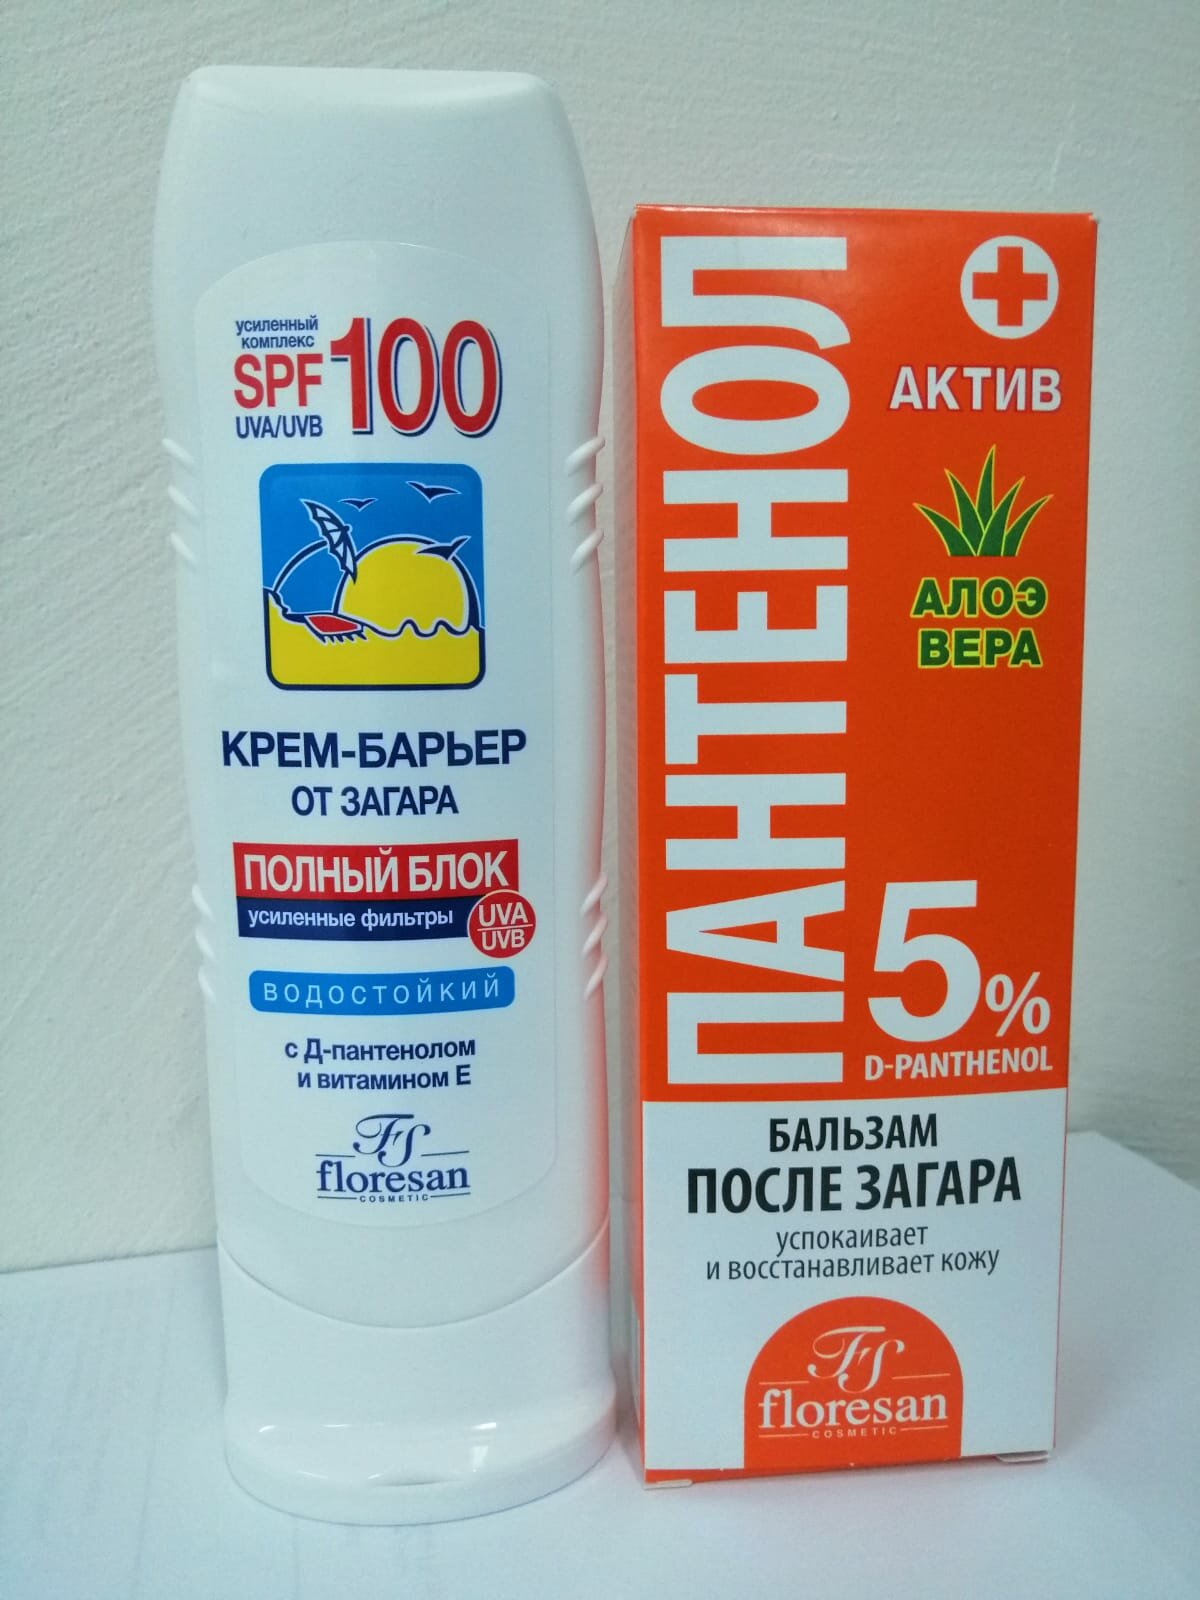 усиленный
комплекс
SPF 100
UVA/UVB
КРЕМ-БАРЬЕР
ОТ ЗАГАРА
ПОЛНЫЙ БЛОК
усиленные фильтры
UVA
UVB
ВОДОСТОЙКИЙ
с Д-пантенолом
и витамином Е
FS
floresan
COSMETIC
ПАНТЕНОЛ
АКТИВ
АЛОЭ
ВЕРА
5%
D-PANTHENOL
БАЛЬЗАМ
ПОСЛЕ ЗАГАРА
успокаивает
и восстанавливает кожу
FS
floresan
COSMETIC